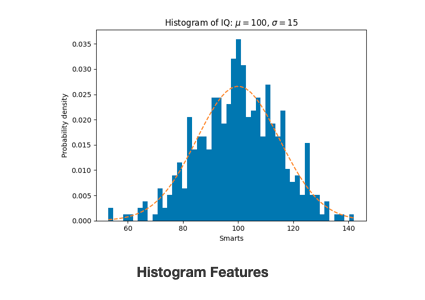 Histogram of IQ: μ = 100, σ = 15
0.035
0.030
0.025
0.020
0.015
0.010
0.005
0.000
Probability density
60 80 100 120 140
Smarts
Histogram Features